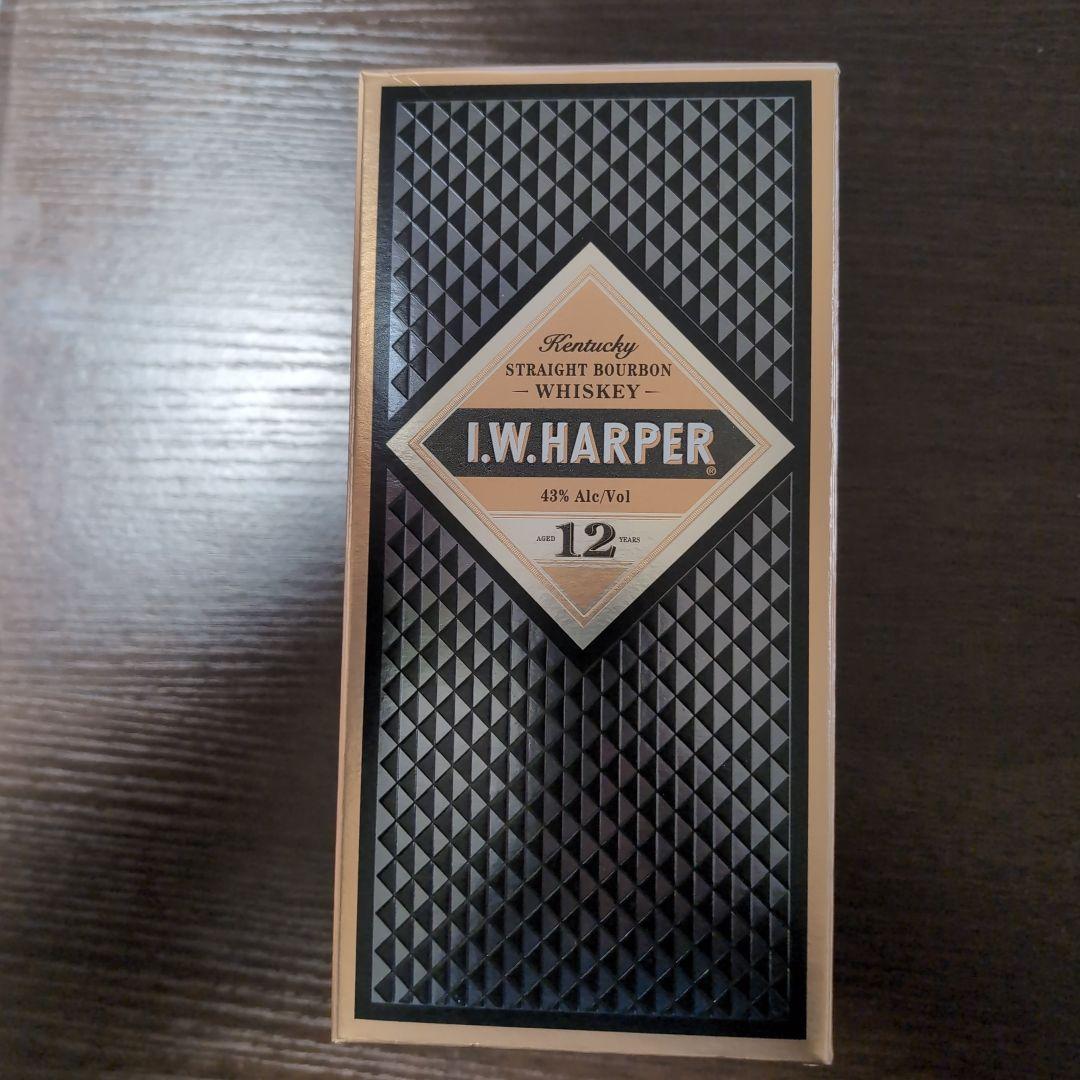 Kentucky
STRAIGHT BOURBON
– WHISKEY –
I.W.HARPER®
43% Alc/Vol
AGED 12 YEARS